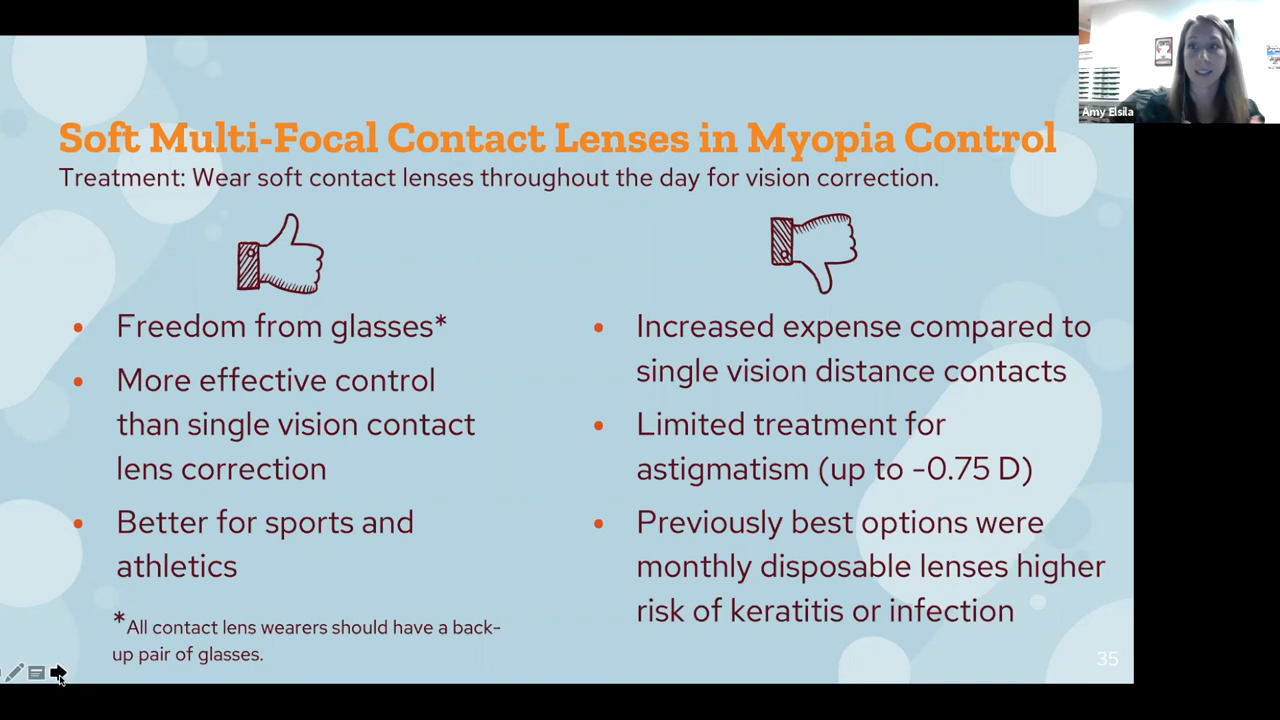 Amy Elsila
Soft Multi-Focal Contact Lenses in Myopia Control
Treatment: Wear soft contact lenses throughout the day for vision correction.
• Freedom from glasses*
• More effective control
than single vision contact
lens correction
• Better for sports and
athletics
*All contact lens wearers should have a back-
up pair of glasses.
• Increased expense compared to
single vision distance contacts
• Limited treatment for
astigmatism (up to -0.75 D)
• Previously best options were
monthly disposable lenses higher
risk of keratitis or infection
35